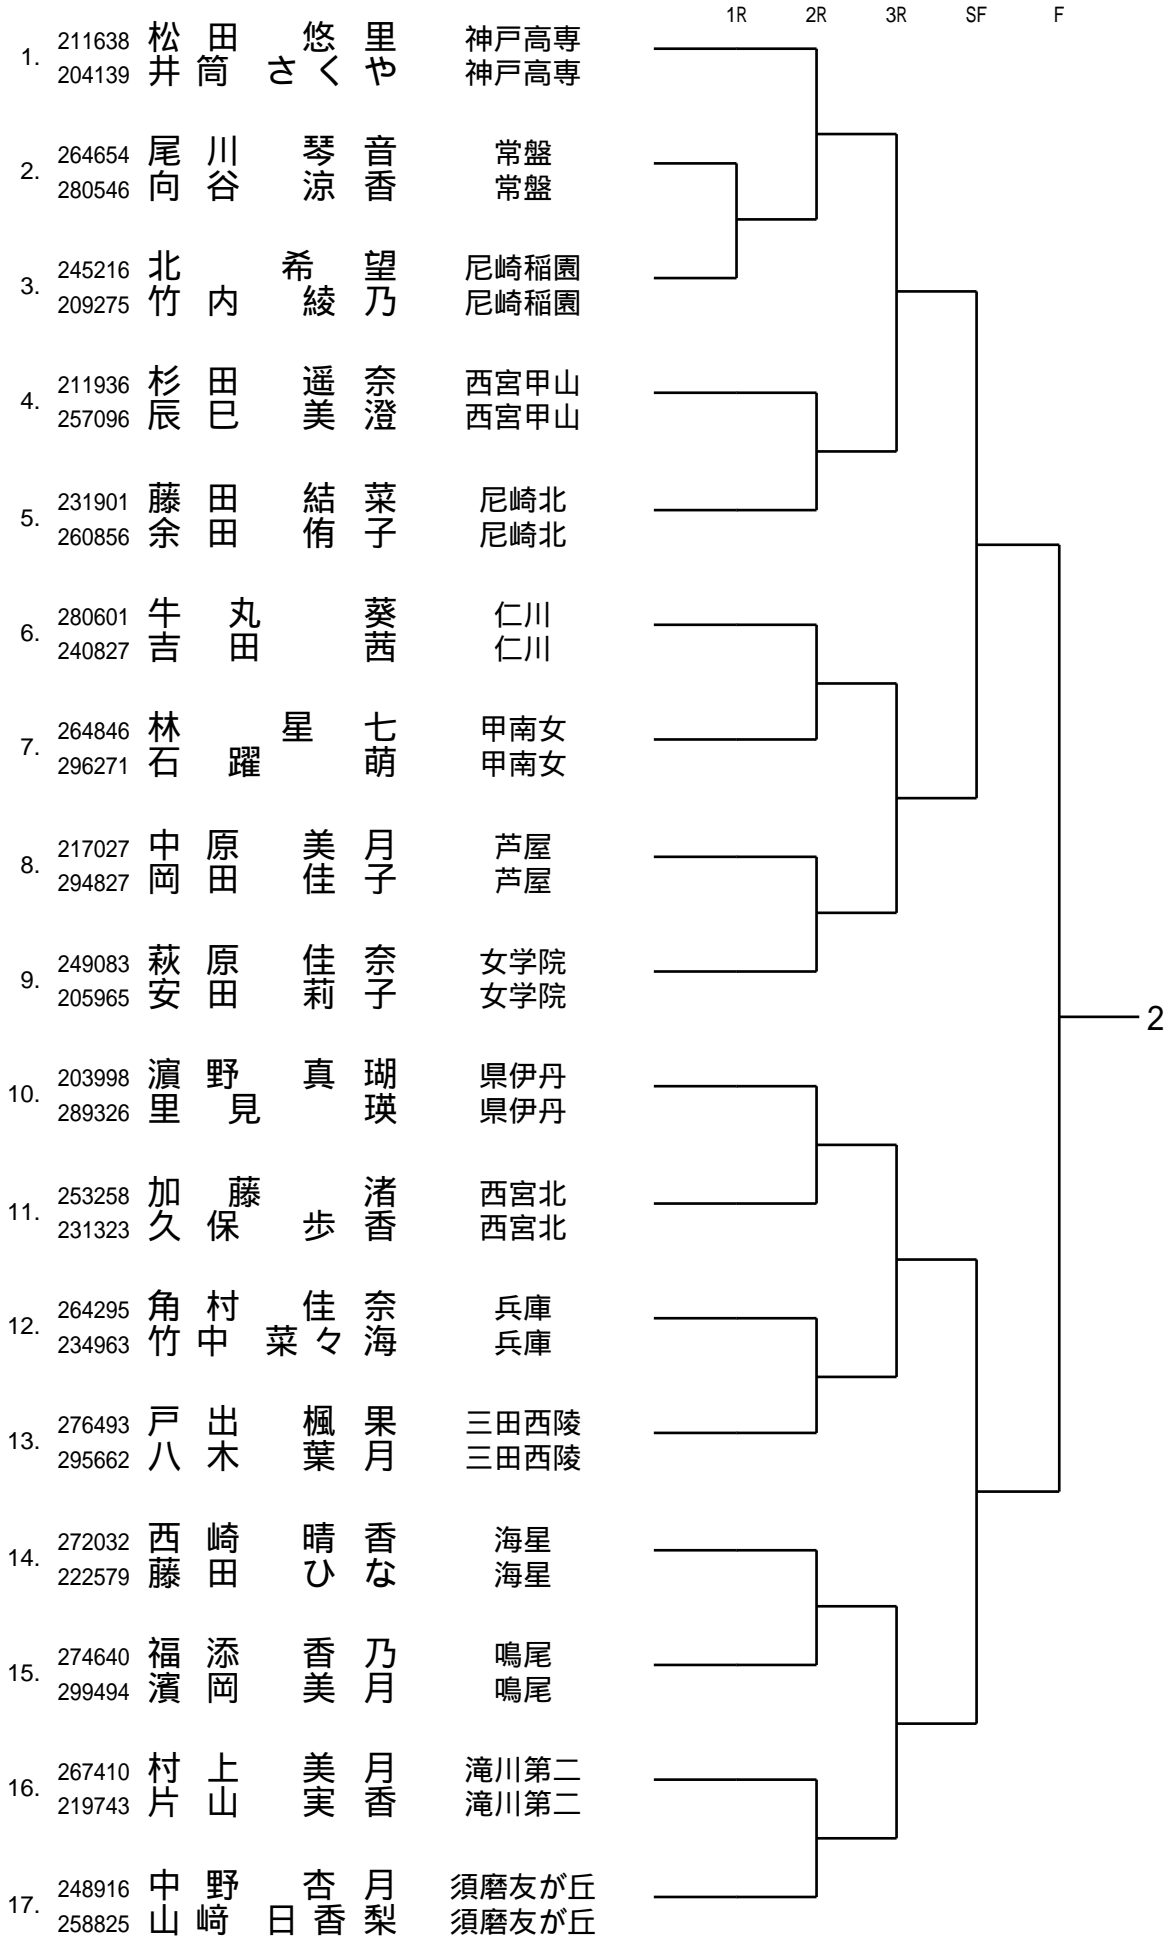 1R 2R 3R SF F
1. 211638 松田 悠里 神戸高専
204139 井筒 さくや 神戸高専
2. 264654 尾川 琴音 常盤
280546 向谷 涼香 常盤
3. 245216 北 希望 尼崎稲園
209275 竹内 綾乃 尼崎稲園
4. 211936 杉田 遥奈 西宮甲山
257096 辰巳 美澄 西宮甲山
5. 231901 藤田 結菜 尼崎北
260856 余田 侑子 尼崎北
6. 280601 牛丸 葵 仁川
240827 吉田 茜 仁川
7. 264846 林 星七 甲南女
296271 石躍 萌 甲南女
8. 217027 中原 美月 芦屋
294827 岡田 佳子 芦屋
9. 249083 萩原 佳奈 女学院
205965 安田 莉子 女学院
2
10. 203998 濵野 真瑚 県伊丹
289326 里見 瑛 県伊丹
11. 253258 加藤 渚 西宮北
231323 久保 歩香 西宮北
12. 264295 角村 佳奈 兵庫
234963 竹中 菜々海 兵庫
13. 276493 戸出 楓果 三田西陵
295662 八木 葉月 三田西陵
14. 272032 西崎 晴香 海星
222579 藤田 ひな 海星
15. 274640 福添 香乃 鳴尾
299494 濱岡 美月 鳴尾
16. 267410 村上 美月 滝川第二
219743 片山 実香 滝川第二
17. 248916 中野 杏月 須磨友が丘
258825 山﨑 日香梨 須磨友が丘